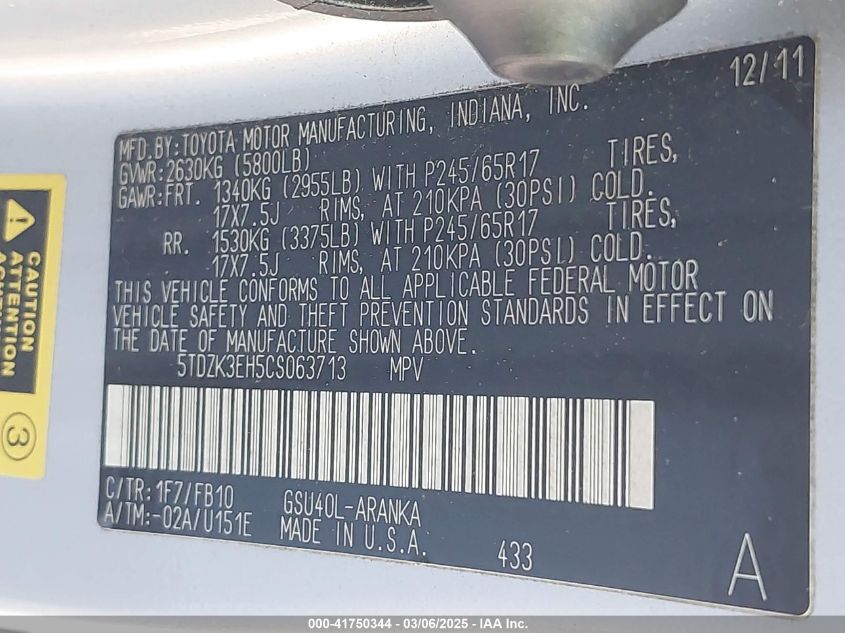 12/11
MFD. BY: TOYOTA MOTOR MANUFACTURING, INDIANA, INC.
GVWR: 2630KG (5800LB)
GAWR: FRT. 1340KG (2955LB) WITH P245/65R17 TIRES,
17X7.5J RIMS, AT 210KPA (30PSI) COLD.
RR. 1530KG (3375LB) WITH P245/65R17 TIRES,
17X7.5J RIMS, AT 210KPA (30PSI) COLD.
THIS VEHICLE CONFORMS TO ALL APPLICABLE FEDERAL MOTOR
VEHICLE SAFETY AND THEFT PREVENTION STANDARDS IN EFFECT ON
THE DATE OF MANUFACTURE SHOWN ABOVE.
5TDZK3EH5CS063713 MPV
C/TR: 1F7/FB10 GSU40L-ARANKA
A/TM: -02A/U151E MADE IN U.S.A. 433 A
CAUTION
ATTENTION
3
000-41750344 - 03/06/2025 - IAA Inc.